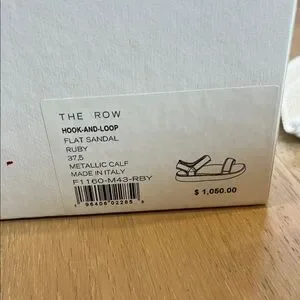 THE ROW
HOOK-AND-LOOP
FLAT SANDAL
RUBY
37,5
METALLIC CALF
MADE IN ITALY
F1160-M43-RBY
$ 1,050.00